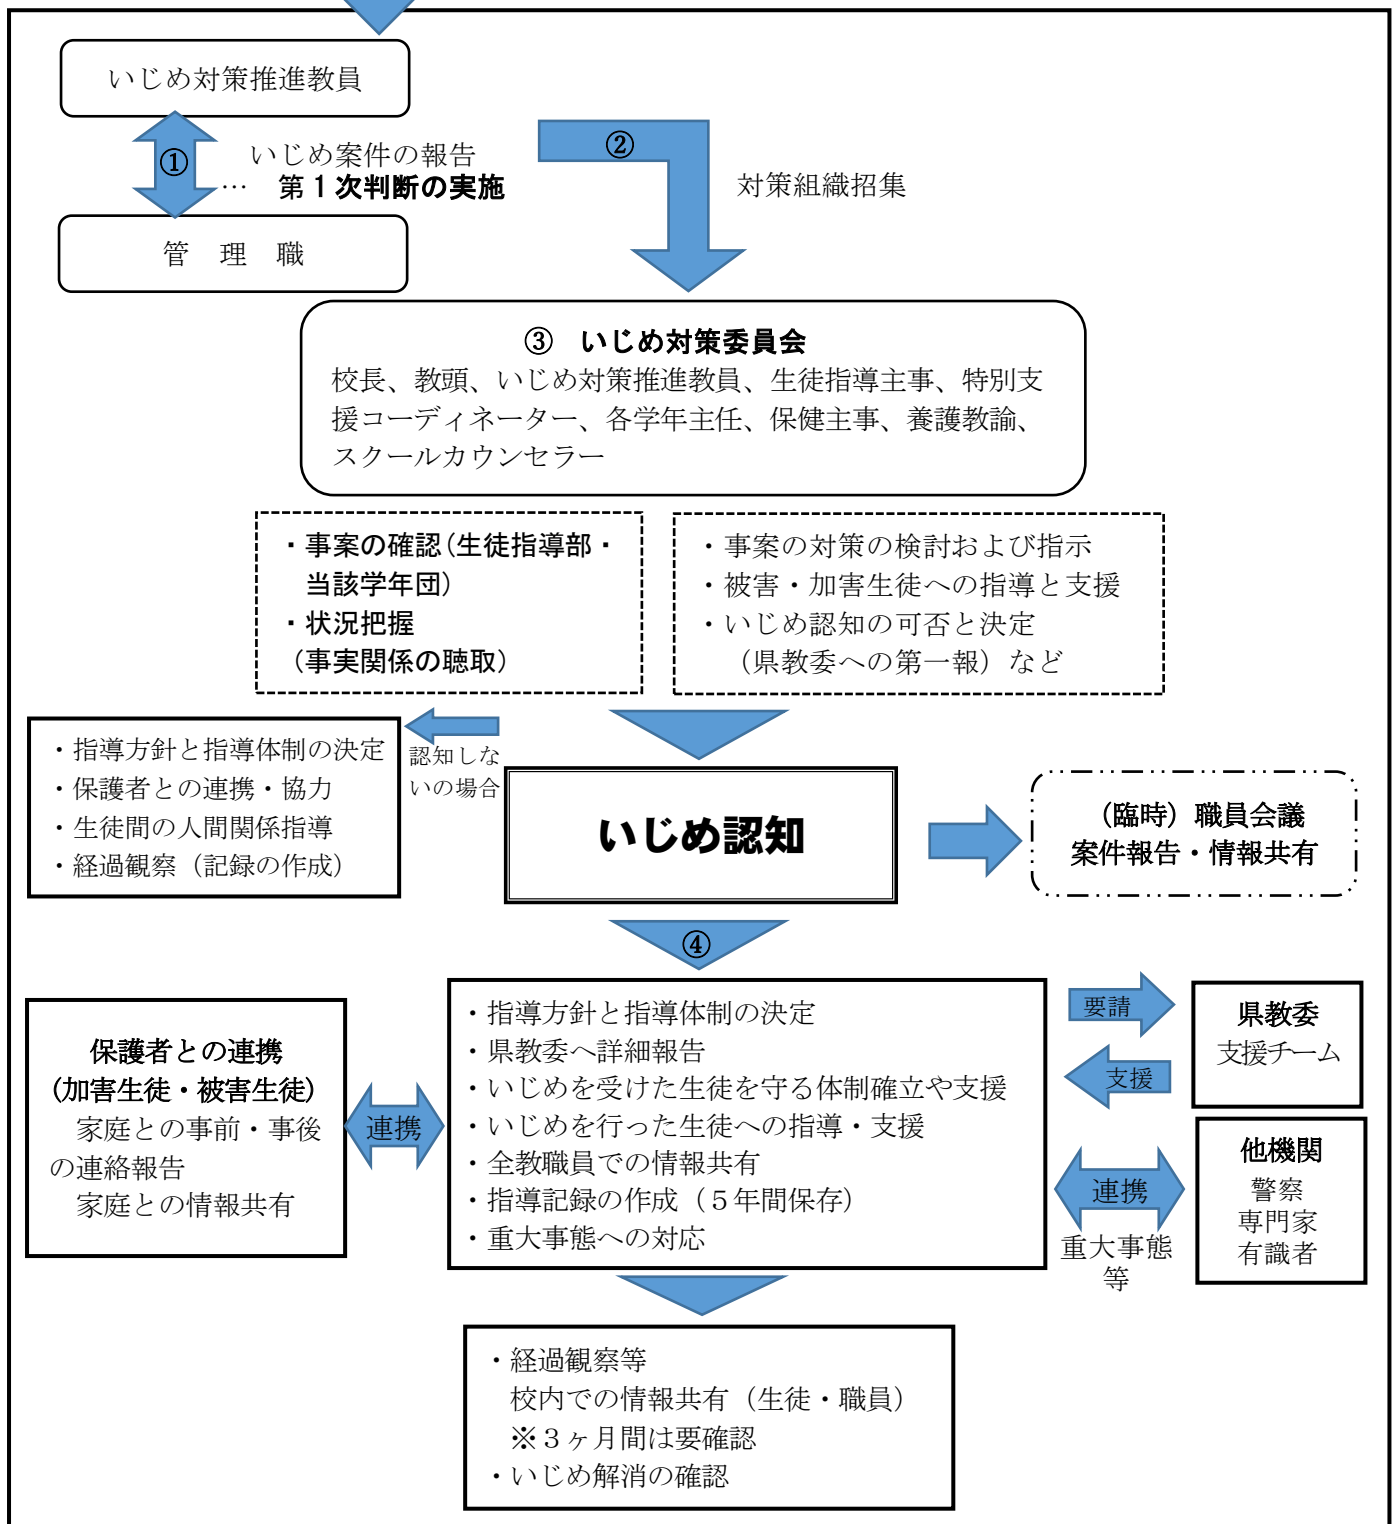 いじめ対策推進教員
①
いじめ案件の報告
… 第１次判断の実施
②
対策組織招集
管　理　職
③　いじめ対策委員会
校長、教頭、いじめ対策推進教員、生徒指導主事、特別支
援コーディネーター、各学年主任、保健主事、養護教諭、
スクールカウンセラー
・事案の確認（生徒指導部・
当該学年団）
・状況把握
（事実関係の聴取）
・事案の対策の検討および指示
・被害・加害生徒への指導と支援
・いじめ認知の可否と決定
（県教委への第一報）など
・指導方針と指導体制の決定
・保護者との連携・協力
・生徒間の人間関係指導
・経過観察（記録の作成）
認知しな
いの場合
いじめ認知
（臨時）職員会議
案件報告・情報共有
④
保護者との連携
（加害生徒・被害生徒）
家庭との事前・事後
の連絡報告
家庭との情報共有
連携
・指導方針と指導体制の決定
・県教委へ詳細報告
・いじめを受けた生徒を守る体制確立や支援
・いじめを行った生徒への指導・支援
・全教職員での情報共有
・指導記録の作成（５年間保存）
・重大事態への対応
要請
支援
県教委
支援チーム
連携
重大事態
等
他機関
警察
専門家
有識者
・経過観察等
校内での情報共有（生徒・職員）
※３ヶ月間は要確認
・いじめ解消の確認